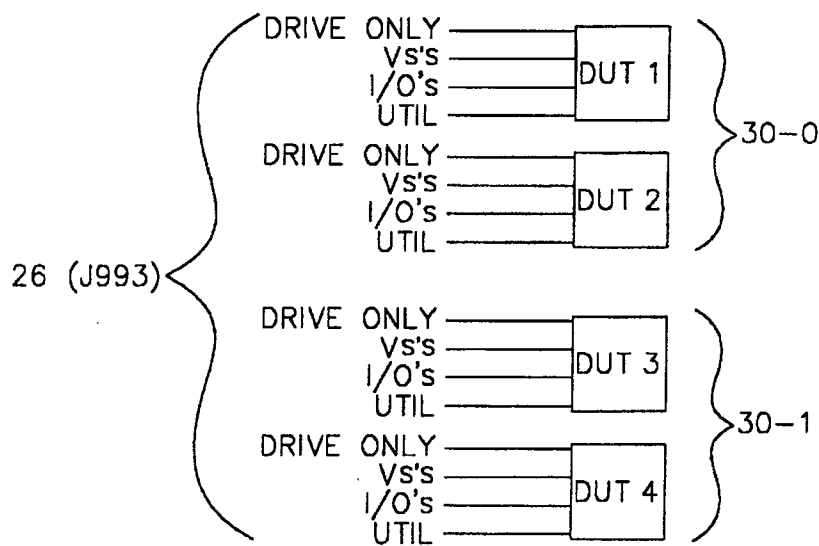 DRIVE ONLY
Vs's
I/O's
UTIL
DUT 1
DRIVE ONLY
Vs's
I/O's
UTIL
DUT 2
30-0
26 (J993)
DRIVE ONLY
Vs's
I/O's
UTIL
DUT 3
DRIVE ONLY
Vs's
I/O's
UTIL
DUT 4
30-1